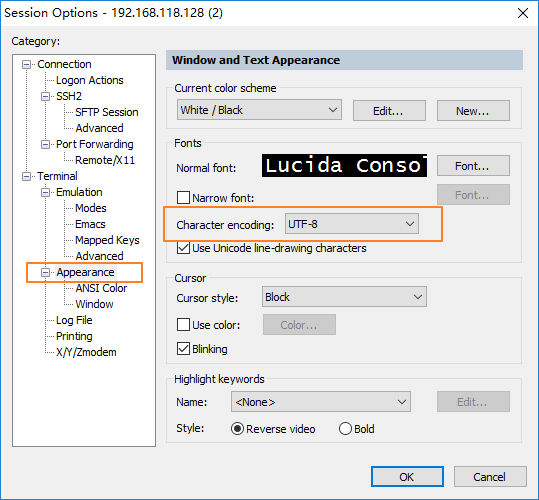 Session Options - 192.168.118.128 (2)
Category:
Connection
Logon Actions
SSH2
SFTP Session
Advanced
Port Forwarding
Remote/X11
Terminal
Emulation
Modes
Emacs
Mapped Keys
Advanced
Appearance
ANSI Color
Window
Log File
Printing
X/Y/Zmodem
Window and Text Appearance
Current color scheme
White / Black
Edit...
New...
Fonts
Normal font:
Lucida Consol
Font...
Narrow font:
Font...
Character encoding:
UTF-8
Use Unicode line-drawing characters
Cursor
Cursor style:
Block
Use color:
Color...
Blinking
Highlight keywords
Name:
<None>
Edit...
Style:
Reverse video
Bold
OK
Cancel